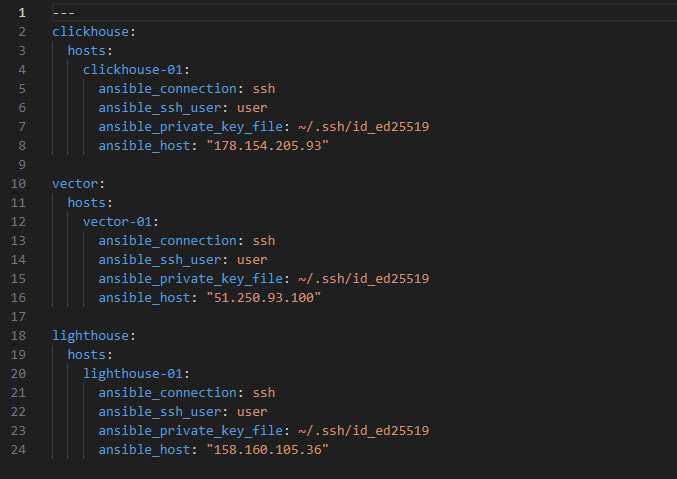 1 ---
2 clickhouse:
3 hosts:
4 clickhouse-01:
5 ansible_connection: ssh
6 ansible_ssh_user: user
7 ansible_private_key_file: ~/.ssh/id_ed25519
8 ansible_host: "178.154.205.93"
9
10 vector:
11 hosts:
12 vector-01:
13 ansible_connection: ssh
14 ansible_ssh_user: user
15 ansible_private_key_file: ~/.ssh/id_ed25519
16 ansible_host: "51.250.93.100"
17
18 lighthouse:
19 hosts:
20 lighthouse-01:
21 ansible_connection: ssh
22 ansible_ssh_user: user
23 ansible_private_key_file: ~/.ssh/id_ed25519
24 ansible_host: "158.160.105.36"